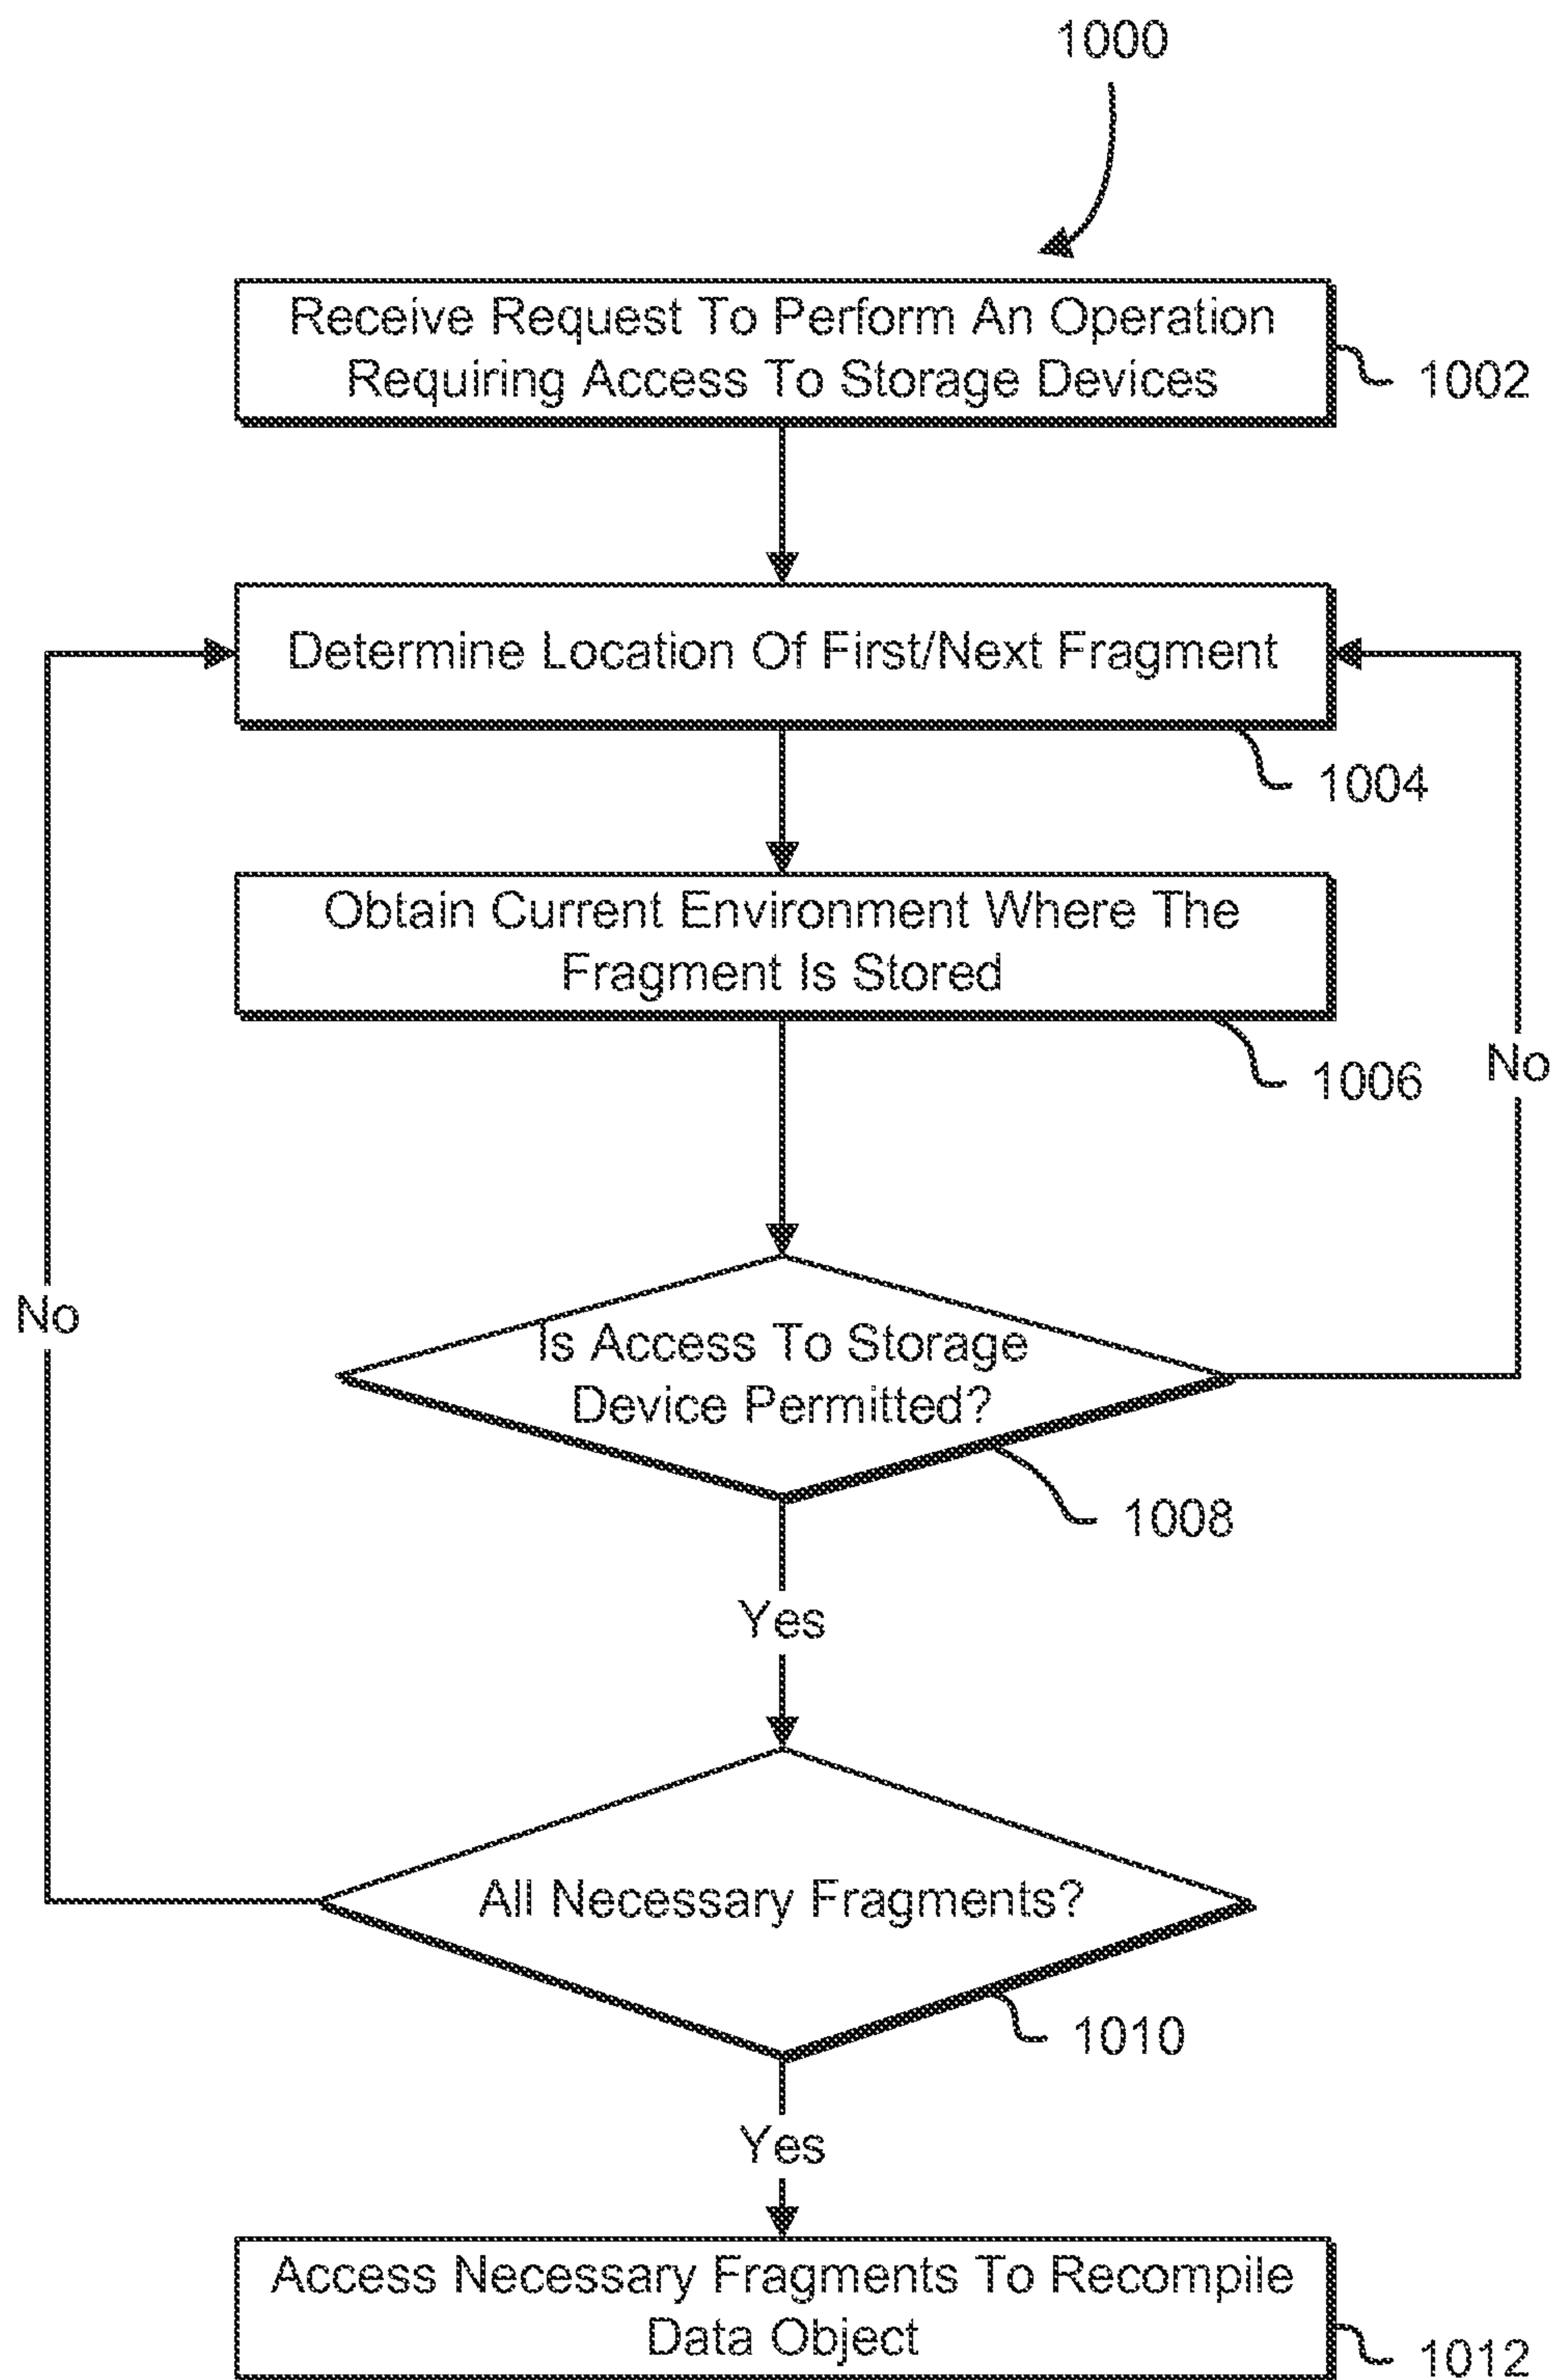 1000
Receive Request To Perform An Operation
Requiring Access To Storage Devices
1002
Determine Location Of First/Next Fragment
1004
Obtain Current Environment Where The
Fragment Is Stored
1006
No
No
Is Access To Storage
Device Permitted?
1008
Yes
All Necessary Fragments?
1010
Yes
Access Necessary Fragments To Recompile
Data Object
1012